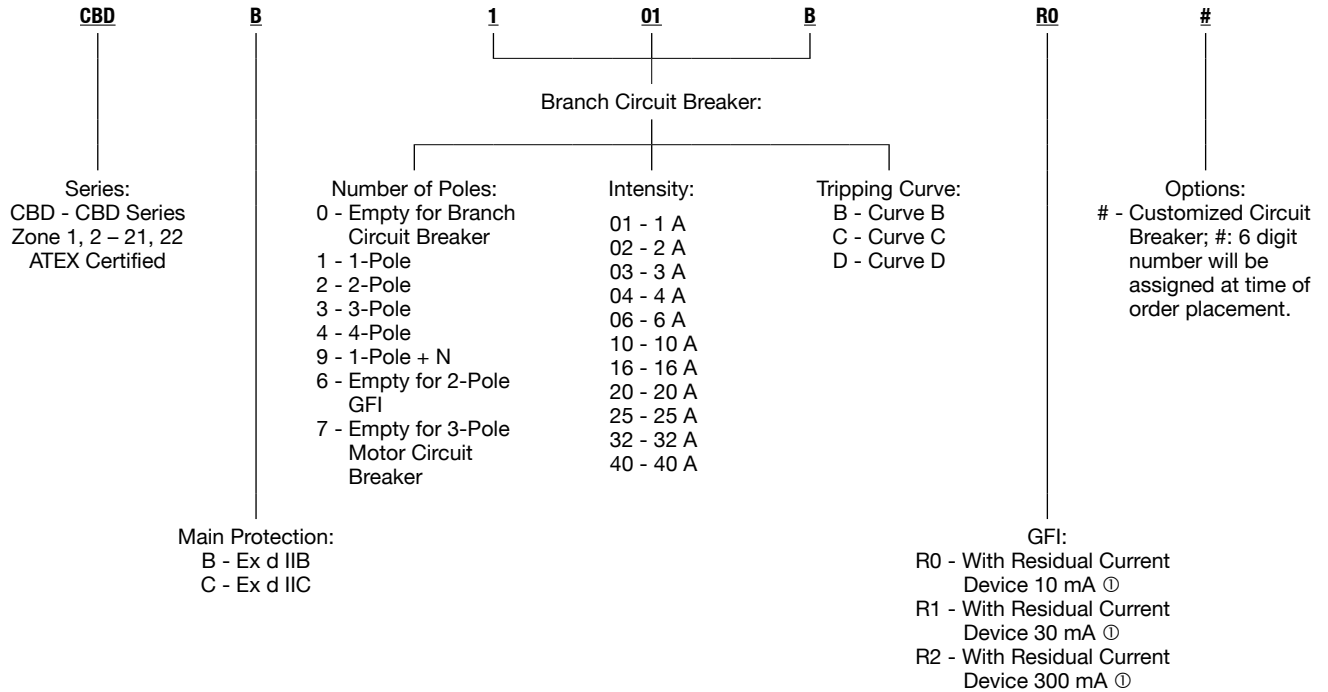 CBD B 1 01 B R0 #
Branch Circuit Breaker:
Series:
CBD - CBD Series
Zone 1, 2 – 21, 22
ATEX Certified
Number of Poles:
0 - Empty for Branch
Circuit Breaker
1 - 1-Pole
2 - 2-Pole
3 - 3-Pole
4 - 4-Pole
9 - 1-Pole + N
6 - Empty for 2-Pole
GFI
7 - Empty for 3-Pole
Motor Circuit
Breaker
Intensity:
01 - 1 A
02 - 2 A
03 - 3 A
04 - 4 A
06 - 6 A
10 - 10 A
16 - 16 A
20 - 20 A
25 - 25 A
32 - 32 A
40 - 40 A
Tripping Curve:
B - Curve B
C - Curve C
D - Curve D
Options:
# - Customized Circuit
Breaker; #: 6 digit
number will be
assigned at time of
order placement.
Main Protection:
B - Ex d IIB
C - Ex d IIC
GFI:
R0 - With Residual Current
Device 10 mA ①
R1 - With Residual Current
Device 30 mA ①
R2 - With Residual Current
Device 300 mA ①